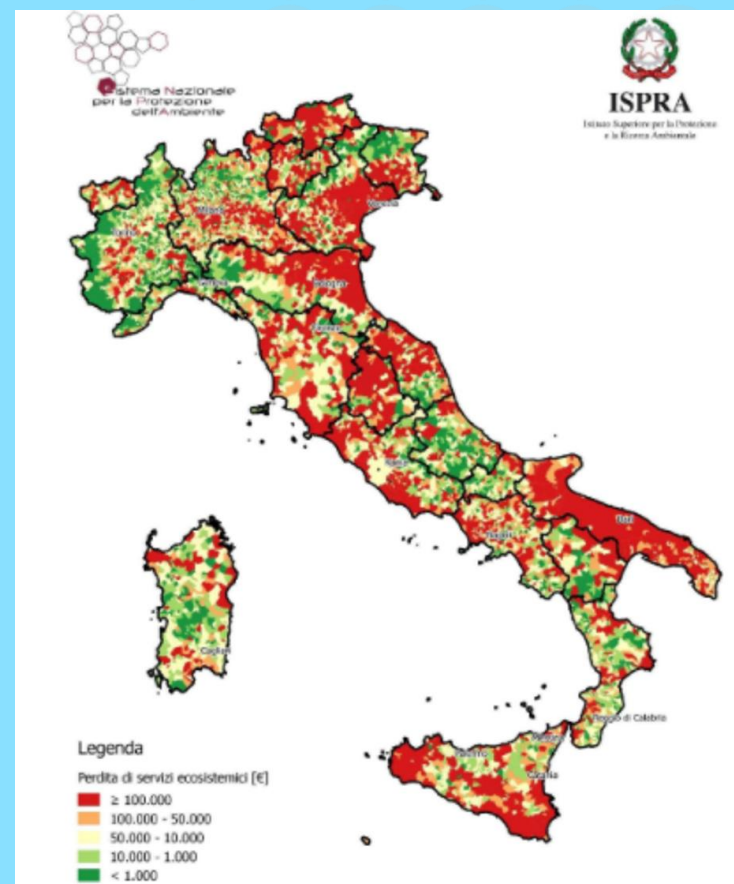 Sistema Nazionale
per la Protezione
dell'Ambiente
ISPRA
Istituto Superiore per la Protezione
e la Ricerca Ambientale
Venezia
Milano
Torino
Genova
Bologna
Firenze
Roma
Bari
Napoli
Cagliari
Reggio di Calabria
Messina
Palermo
Catania
Legenda
Perdita di servizi ecosistemici [€]
≥ 100.000
100.000 - 50.000
50.000 - 10.000
10.000 - 1.000
< 1.000